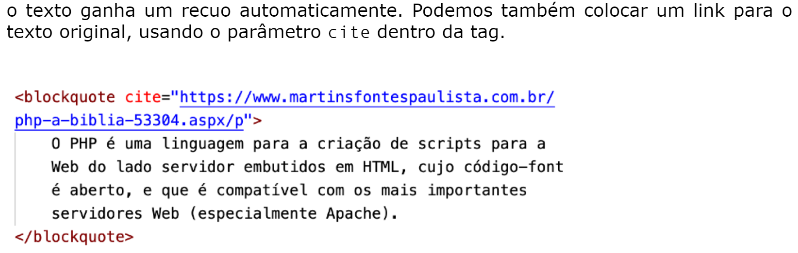 o texto ganha um recuo automaticamente. Podemos também colocar um link para o
texto original, usando o parâmetro cite dentro da tag.
<blockquote cite="https://www.martinsfontespaulista.com.br/
php-a-biblia-53304.aspx/p">
O PHP é uma linguagem para a criação de scripts para a
Web do lado servidor embutidos em HTML, cujo código-font
é aberto, e que é compatível com os mais importantes
servidores Web (especialmente Apache).
</blockquote>